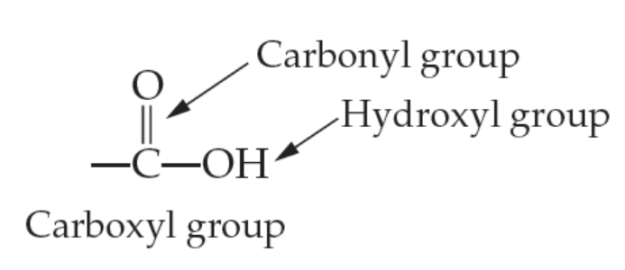 Carbonyl group
O
Hydroxyl group
—C—OH
Carboxyl group